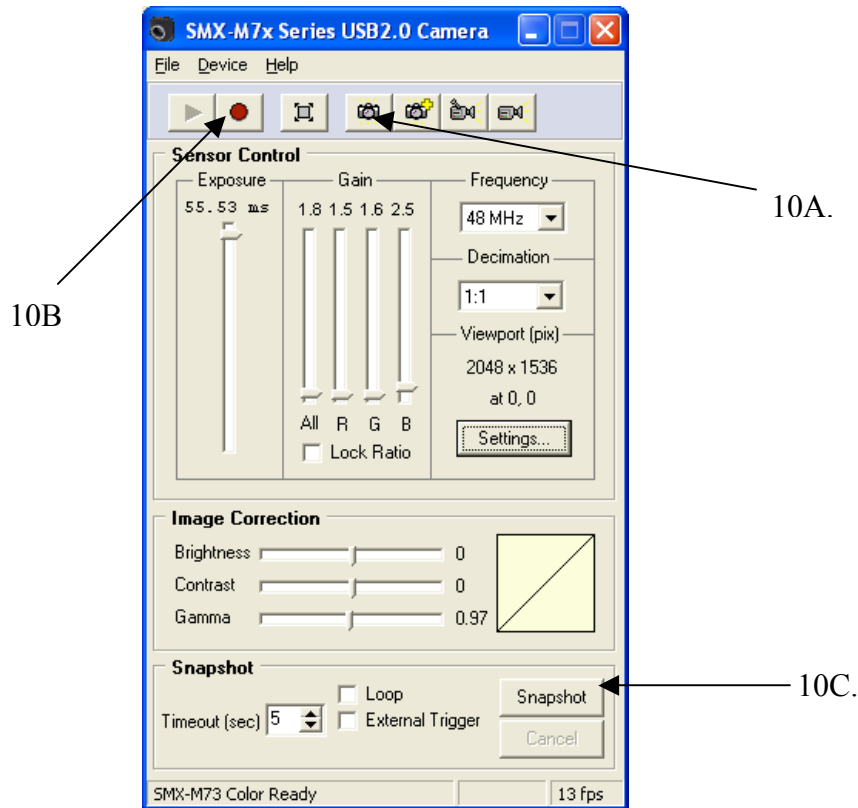 SMX-M7x Series USB2.0 Camera
File Device Help
Sensor Control
Exposure
55.53 ms
Gain
1.8 1.5 1.6 2.5
All R G B
Lock Ratio
Frequency
48 MHz
Decimation
1:1
Viewport (pix)
2048 x 1536
at 0, 0
Settings...
10A.
10B
Image Correction
Brightness 0
Contrast 0
Gamma 0.97
Snapshot
Timeout (sec) 5
Loop
External Trigger
Snapshot
Cancel
10C.
SMX-M73 Color Ready 13 fps